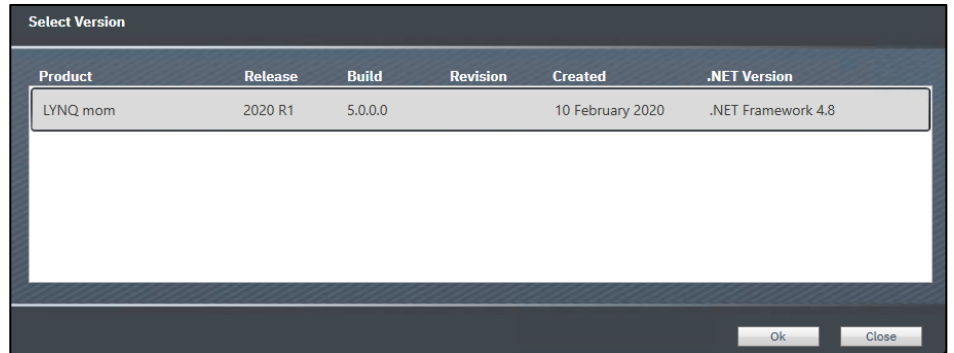 Select Version
Product Release Build Revision Created .NET Version
LYNQ mom 2020 R1 5.0.0.0 10 February 2020 .NET Framework 4.8
Ok Close